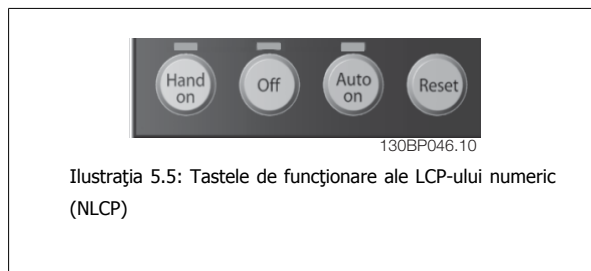 Hand
on
Off
Auto
on
Reset
130BP046.10
Ilustraţia 5.5: Tastele de funcţionare ale LCP-ului numeric
(NLCP)